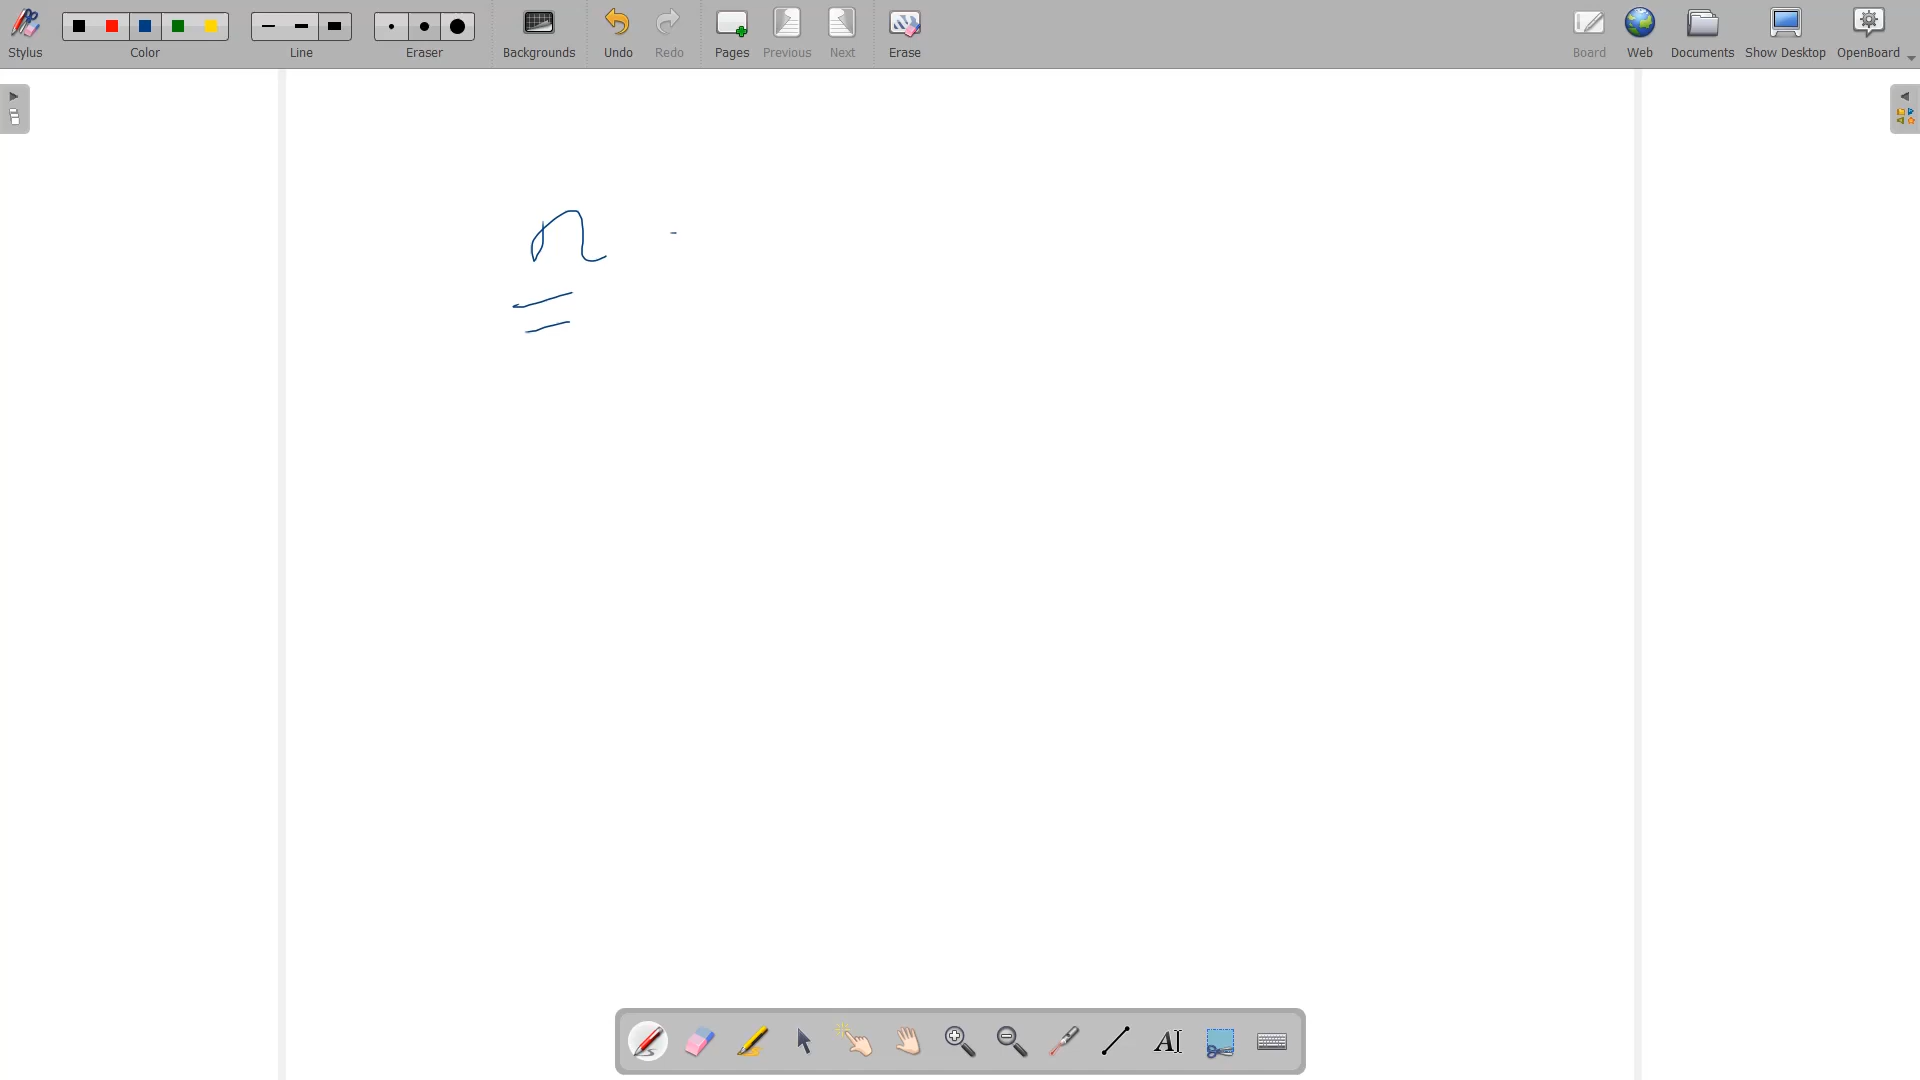 Stylus Color Line Eraser Backgrounds Undo Redo Pages Previous Next Erase Board Web Documents Show Desktop OpenBoard
n -
A